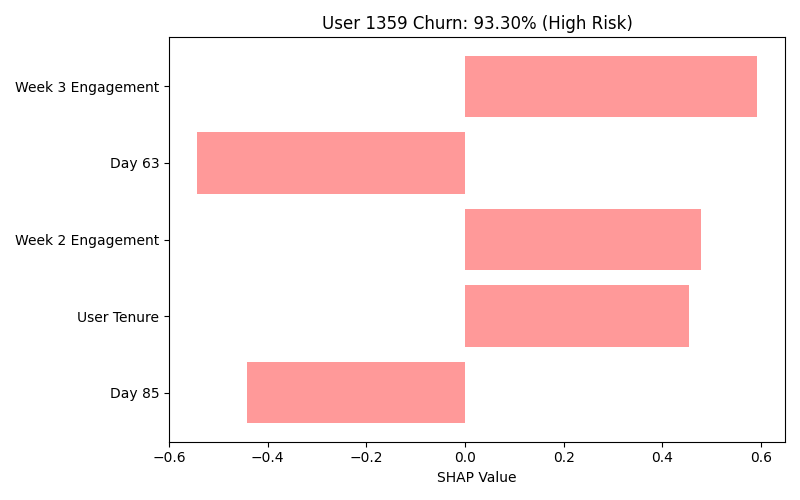 User 1359 Churn: 93.30% (High Risk)
Week 3 Engagement
Day 63
Week 2 Engagement
User Tenure
Day 85
−0.6 −0.4 −0.2 0.0 0.2 0.4 0.6
SHAP Value